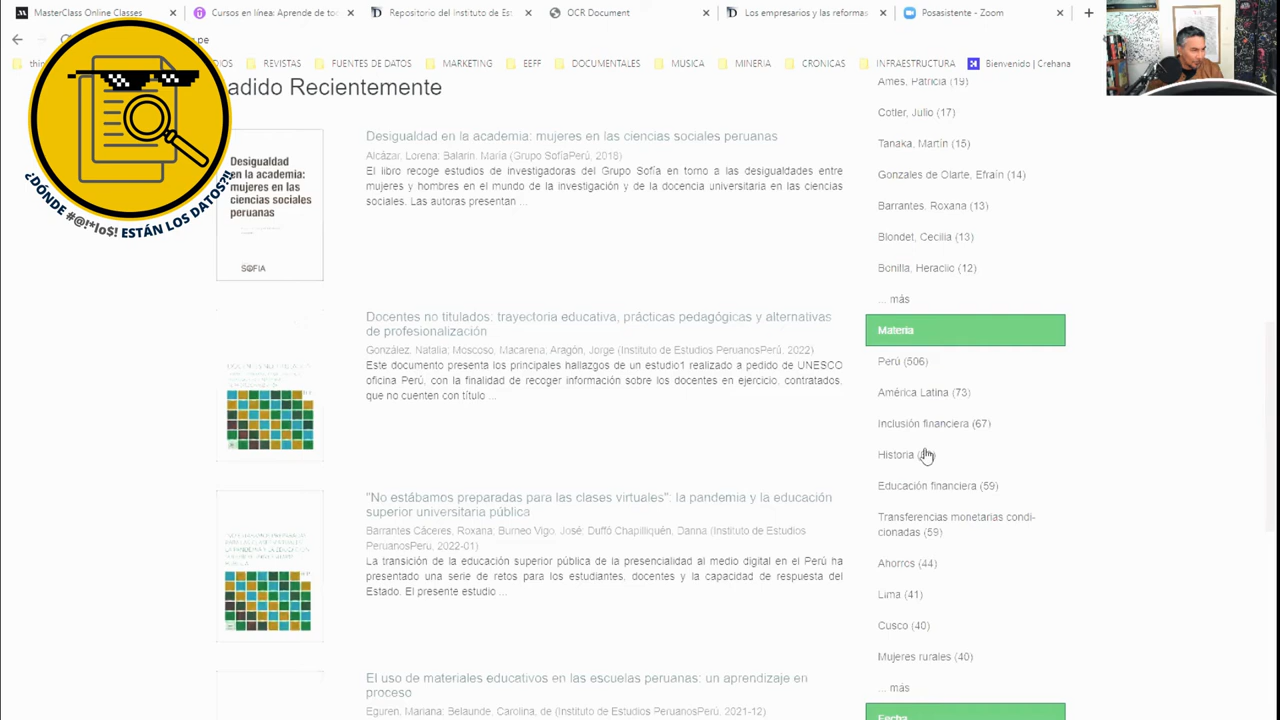 MasterClass Online Classes
Cursos en línea: Aprende de to
Repositorio del Instituto de Es
OCR Document
Los empresarios y las reformas
Posasistente - Zoom
REVISTAS
FUENTES DE DATOS
MARKETING
EEFF
DOCUMENTALES
MUSICA
MINERIA
CRONICAS
INFRAESTRUCTURA
Bienvenido | Crehana
¿DÓNDE #@!*lo$! ESTÁN LOS DATOS?!!
adido Recientemente
Desigualdad en la academia: mujeres en las ciencias sociales peruanas
Alcázar, Lorena; Balarin, María (Grupo SofíaPerú, 2018)
El libro recoge estudios de investigadoras del Grupo Sofía en torno a las desigualdades entre
mujeres y hombres en el mundo de la investigación y de la docencia universitaria en las ciencias
sociales. Las autoras presentan ...
Desigualdad
en la academia:
mujeres en las
ciencias sociales
peruanas
SOFIA
Docentes no titulados: trayectoria educativa, prácticas pedagógicas y alternativas
de profesionalización
González, Natalia; Moscoso, Macarena; Aragón, Jorge (Instituto de Estudios PeruanosPerú, 2022)
Este documento presenta los principales hallazgos de un estudio1 realizado a pedido de UNESCO
oficina Perú, con la finalidad de recoger información sobre los docentes en ejercicio, contratados,
que no cuenten con título ...
"No estábamos preparadas para las clases virtuales": la pandemia y la educación
superior universitaria pública
Barrantes Cáceres, Roxana; Burneo Vigo, José; Duffó Chapilliquén, Danna (Instituto de Estudios
PeruanosPerú, 2022-01)
La transición de la educación superior pública de la presencialidad al medio digital en el Perú ha
presentado una serie de retos para los estudiantes, docentes y la capacidad de respuesta del
Estado. El presente estudio ...
El uso de materiales educativos en las escuelas peruanas: un aprendizaje en
proceso
Eguren, Mariana; Belaunde, Carolina, de (Instituto de Estudios PeruanosPerú, 2021-12)
Ames, Patricia (19)
Cotler, Julio (17)
Tanaka, Martín (15)
Gonzales de Olarte, Efraín (14)
Barrantes, Roxana (13)
Blondet, Cecilia (13)
Bonilla, Heraclio (12)
... más
Materia
Perú (506)
América Latina (73)
Inclusión financiera (67)
Historia
Educación financiera (59)
Transferencias monetarias condi-
cionadas (59)
Ahorros (44)
Lima (41)
Cusco (40)
Mujeres rurales (40)
... más
Fecha